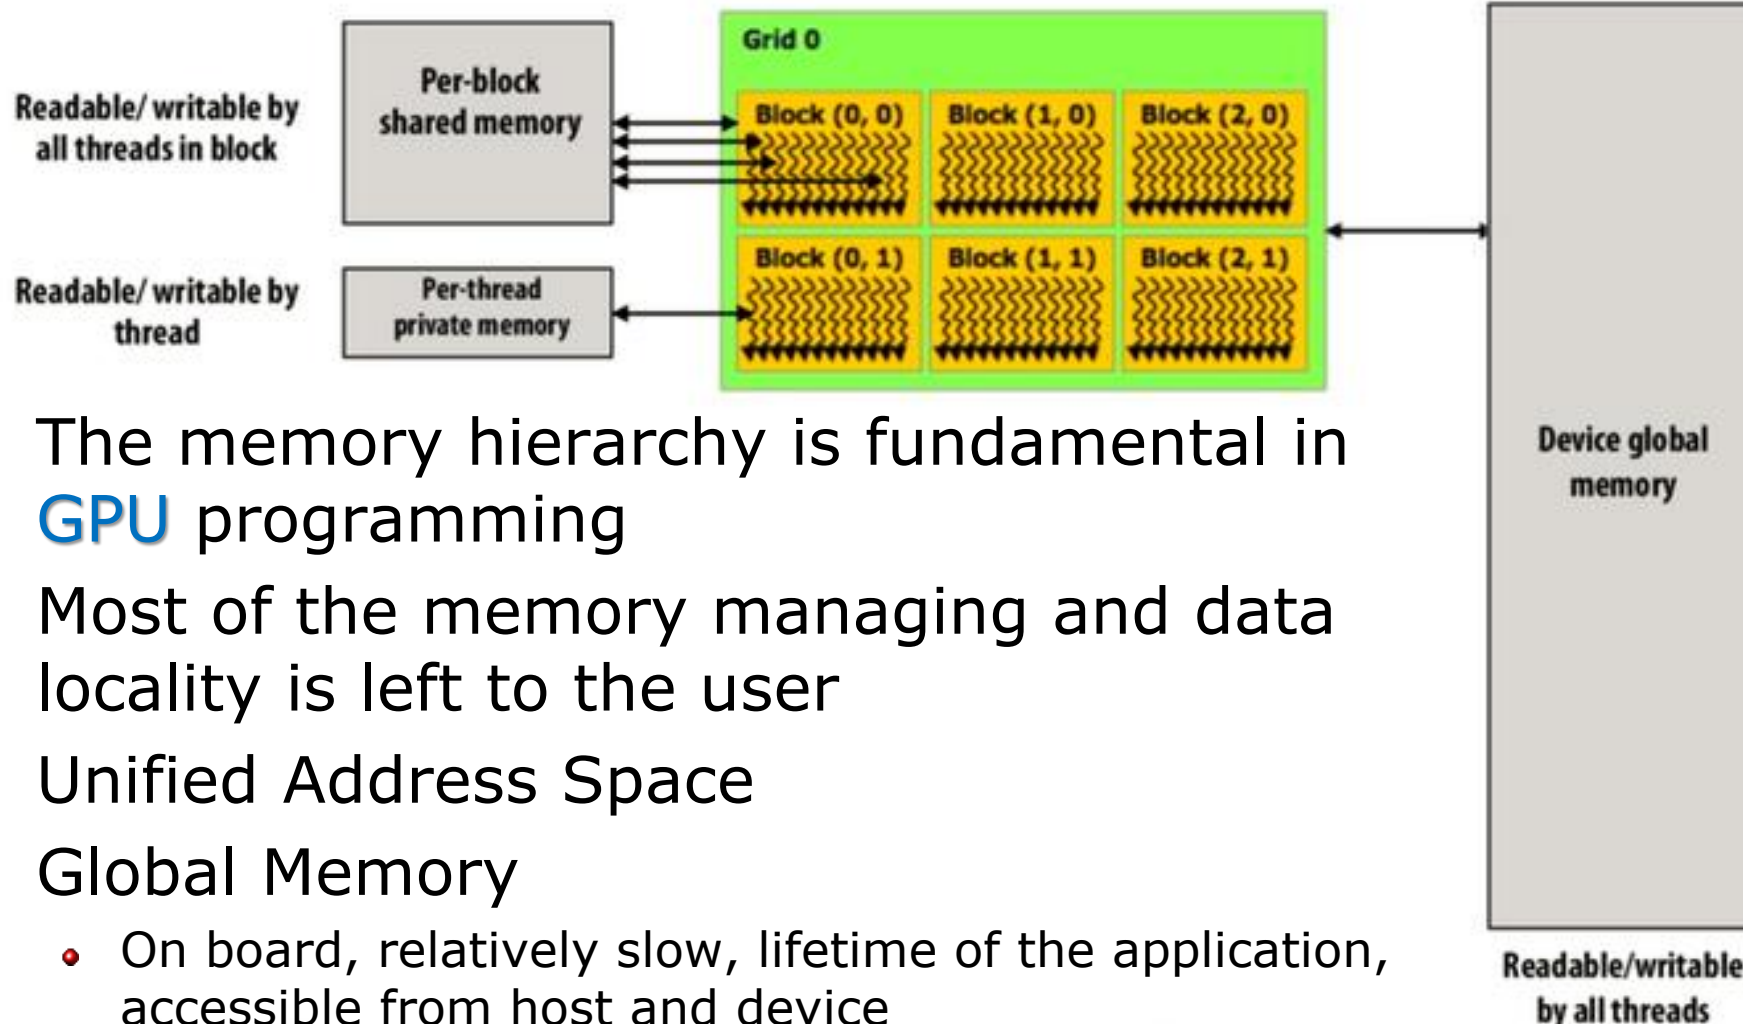 Grid 0
Readable/ writable by
all threads in block
Per-block
shared memory
Block (0, 0)
Block (1, 0)
Block (2, 0)
Readable/ writable by
thread
Per-thread
private memory
Block (0, 1)
Block (1, 1)
Block (2, 1)
Device global
memory
Readable/writable
by all threads
The memory hierarchy is fundamental in
GPU programming
Most of the memory managing and data
locality is left to the user
Unified Address Space
Global Memory
On board, relatively slow, lifetime of the application,
accessible from host and device